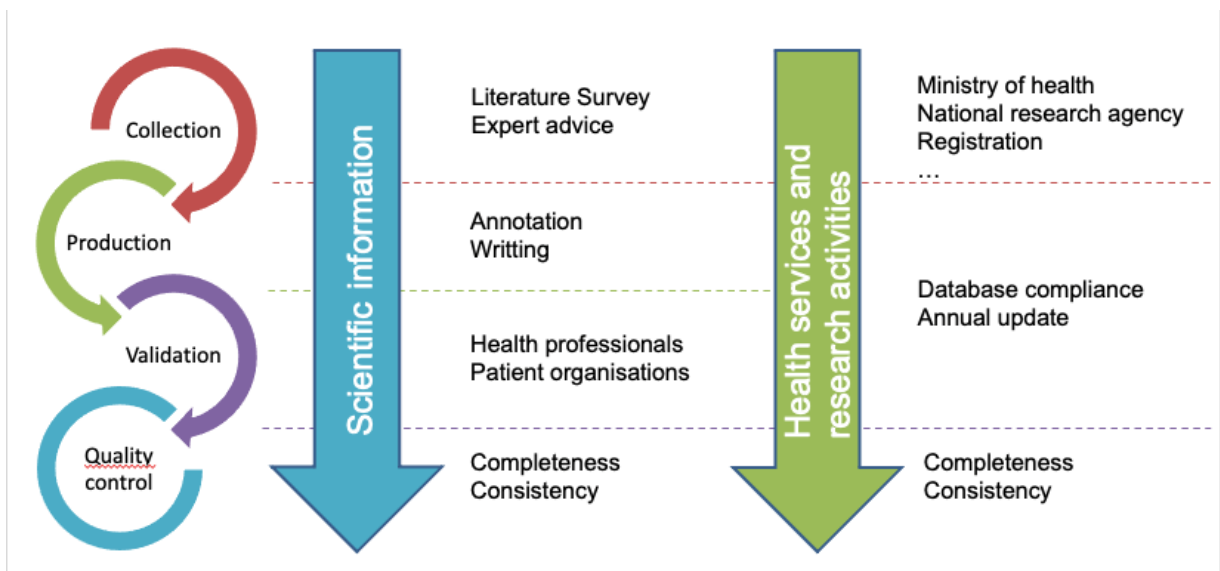 Collection
Production
Validation
Quality
control
Scientific information
Literature Survey
Expert advice
Annotation
Writting
Health professionals
Patient organisations
Completeness
Consistency
Health services and
research activities
Ministry of health
National research agency
Registration
...
Database compliance
Annual update
Completeness
Consistency